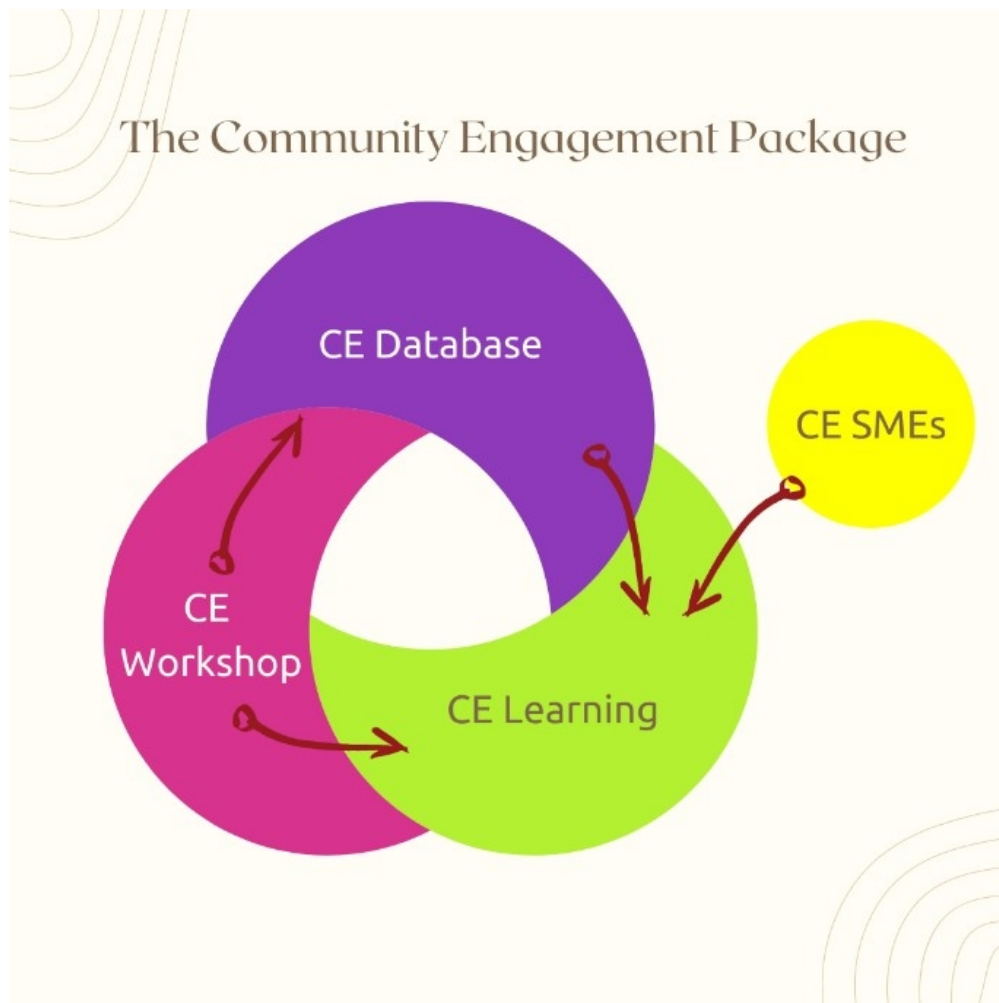 The Community Engagement Package
CE Database
CE SMEs
CE
Workshop
CE Learning